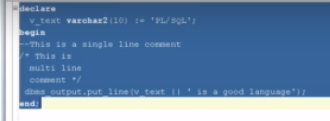 declare
v_text varchar2(10) := 'PL/SQL';
begin
--This is a single line comment
/* This is
multi line
comment */
dbms_output.put_line(v_text || ' is a good language');
end;